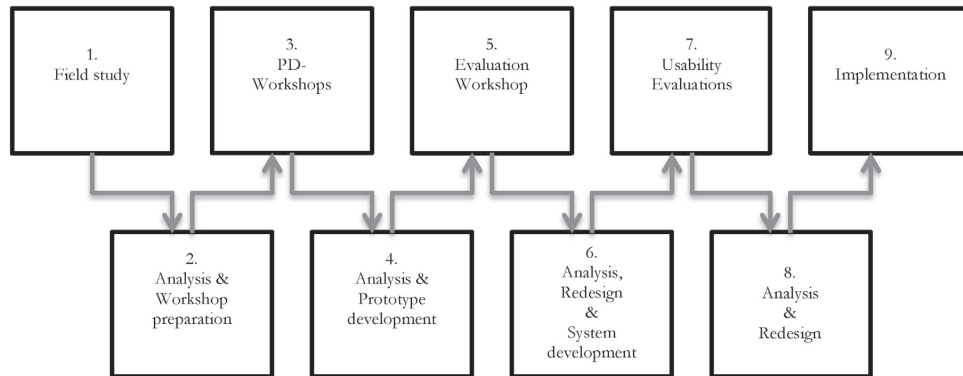 1.
Field study
2.
Analysis &
Workshop
preparation
3.
PD-
Workshops
4.
Analysis &
Prototype
development
5.
Evaluation
Workshop
6.
Analysis,
Redesign
&
System
development
7.
Usability
Evaluations
8.
Analysis
&
Redesign
9.
Implementation